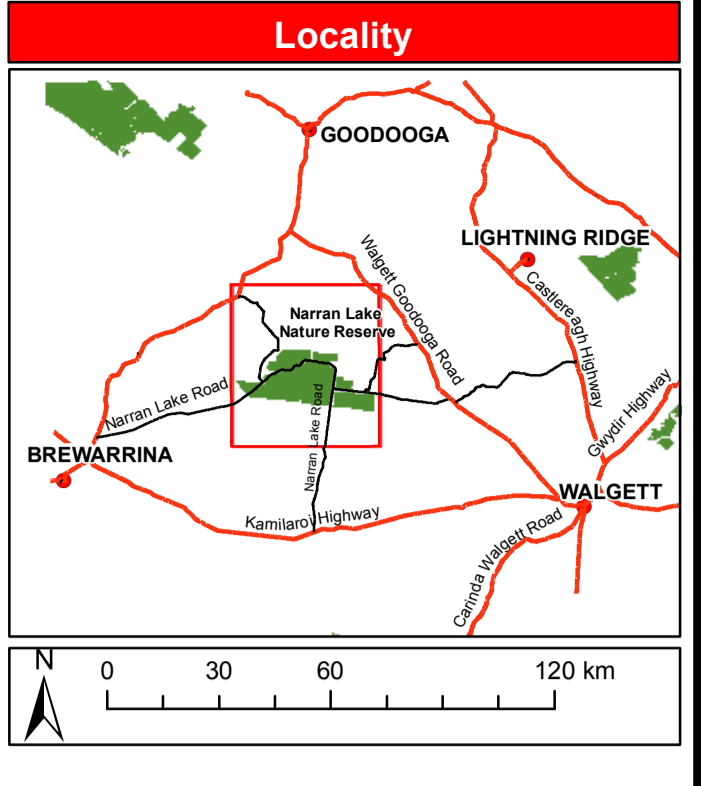 Locality
GOODOOGA
LIGHTNING RIDGE
Walgett Goodooga Road
Castlereagh Highway
Narran Lake
Nature Reserve
Narran Lake Road
Narran Lake Road
Gwydir Highway
BREWARRINA
WALGETT
Kamilaroi Highway
Carinda Walgett Road
N
0 30 60 120 km